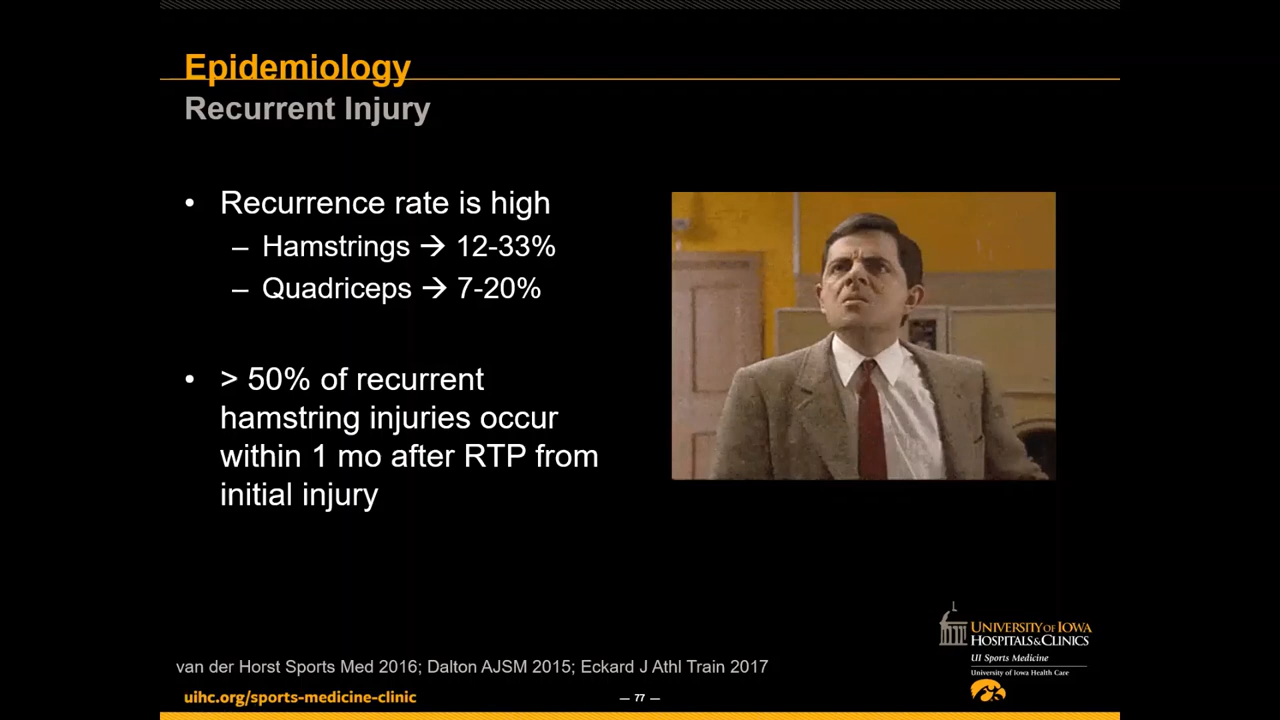 Epidemiology
Recurrent Injury
• Recurrence rate is high
– Hamstrings → 12-33%
– Quadriceps → 7-20%
• > 50% of recurrent
hamstring injuries occur
within 1 mo after RTP from
initial injury
UNIVERSITY OF IOWA
HOSPITALS & CLINICS
UI Sports Medicine
University of Iowa Health Care
van der Horst Sports Med 2016; Dalton AJSM 2015; Eckard J Athl Train 2017
uihc.org/sports-medicine-clinic
— 77 —